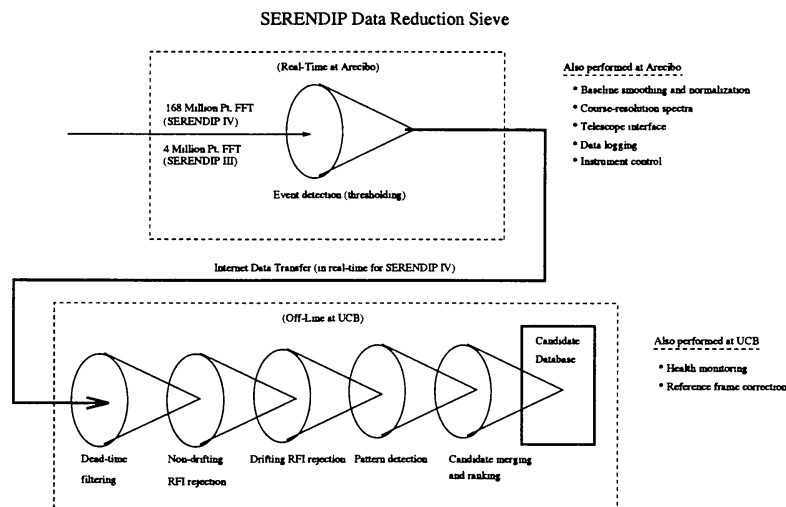 SERENDIP Data Reduction Sieve
(Real-Time at Arecibo)
168 Million Pt. FFT
(SERENDIP IV)
4 Million Pt. FFT
(SERENDIP III)
Event detection (thresholding)
Also performed at Arecibo
* Baseline smoothing and normalization
* Course-resolution spectra
* Telescope interface
* Data logging
* Instrument control
Internet Data Transfer (in real-time for SERENDIP IV)
(Off-Line at UCB)
Candidate
Database
Dead-time
filtering
Non-drifting
RFI rejection
Drifting RFI rejection
Pattern detection
Candidate merging
and ranking
Also performed at UCB
* Health monitoring
* Reference frame correction